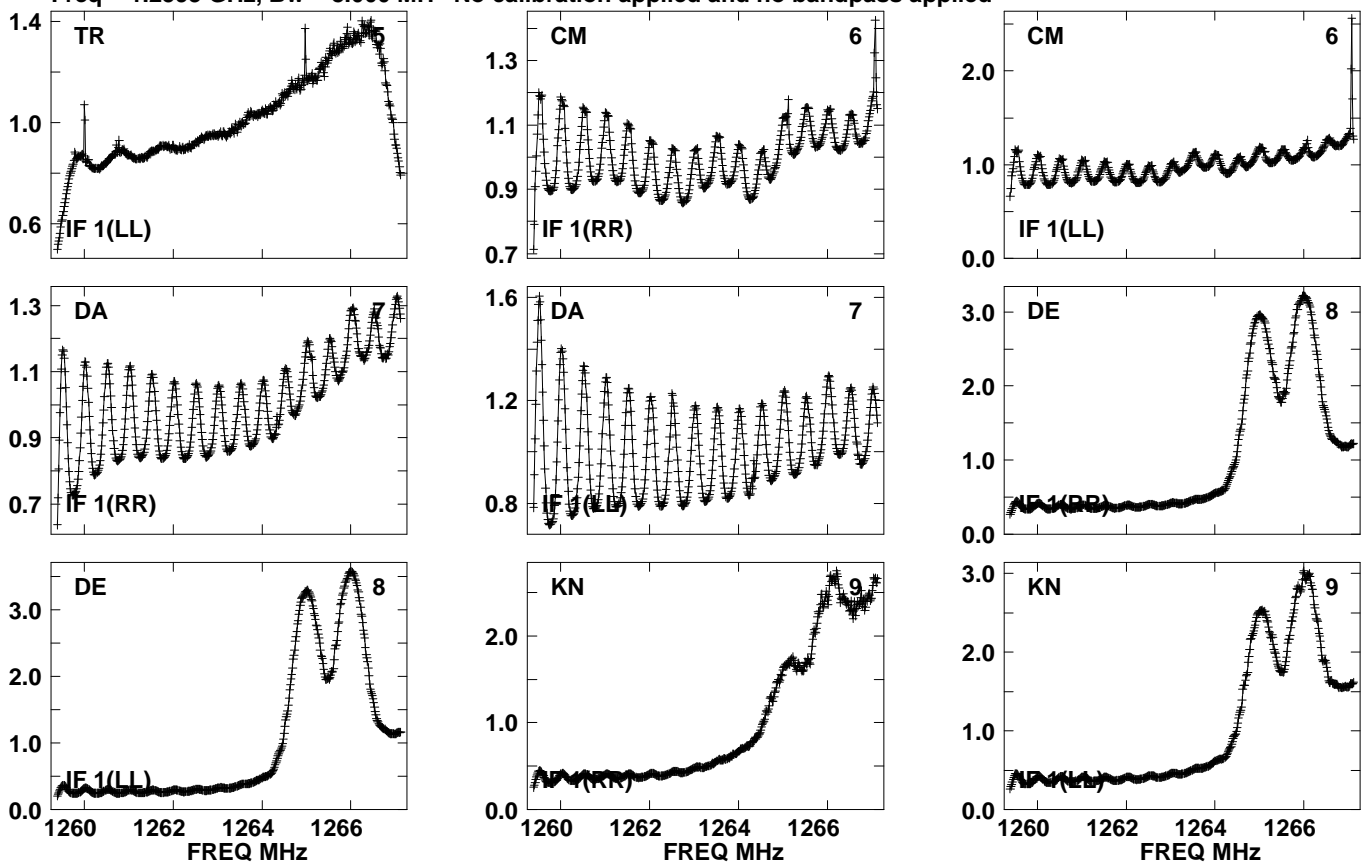 Freq = GHz, Bw = No calibration applied and no bandpass applied
TR 5
1.4
1.0
0.6
IF 1(LL)
CM 6
1.3
1.1
0.9
0.7
IF 1(RR)
CM 6
2.0
1.0
0.0
IF 1(LL)
DA 7
1.3
1.1
0.9
0.7
IF 1(RR)
DA 7
1.6
1.2
0.8
IF 1(LL)
DE 8
3.0
2.0
1.0
0.0
IF 1(RR)
DE 8
3.0
2.0
1.0
0.0
IF 1(LL)
1260 1262 1264 1266
FREQ MHz
KN 9
2.0
1.0
0.0
IF 1(RR)
1260 1262 1264 1266
FREQ MHz
KN 9
3.0
2.0
1.0
0.0
IF 1(LL)
1260 1262 1264 1266
FREQ MHz